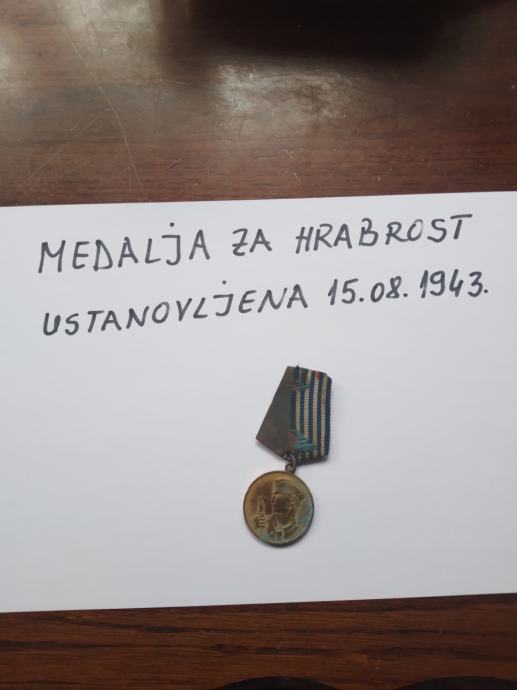 MEDALJA ZA HRABROST
USTANOVLJENA 15.08.1943.